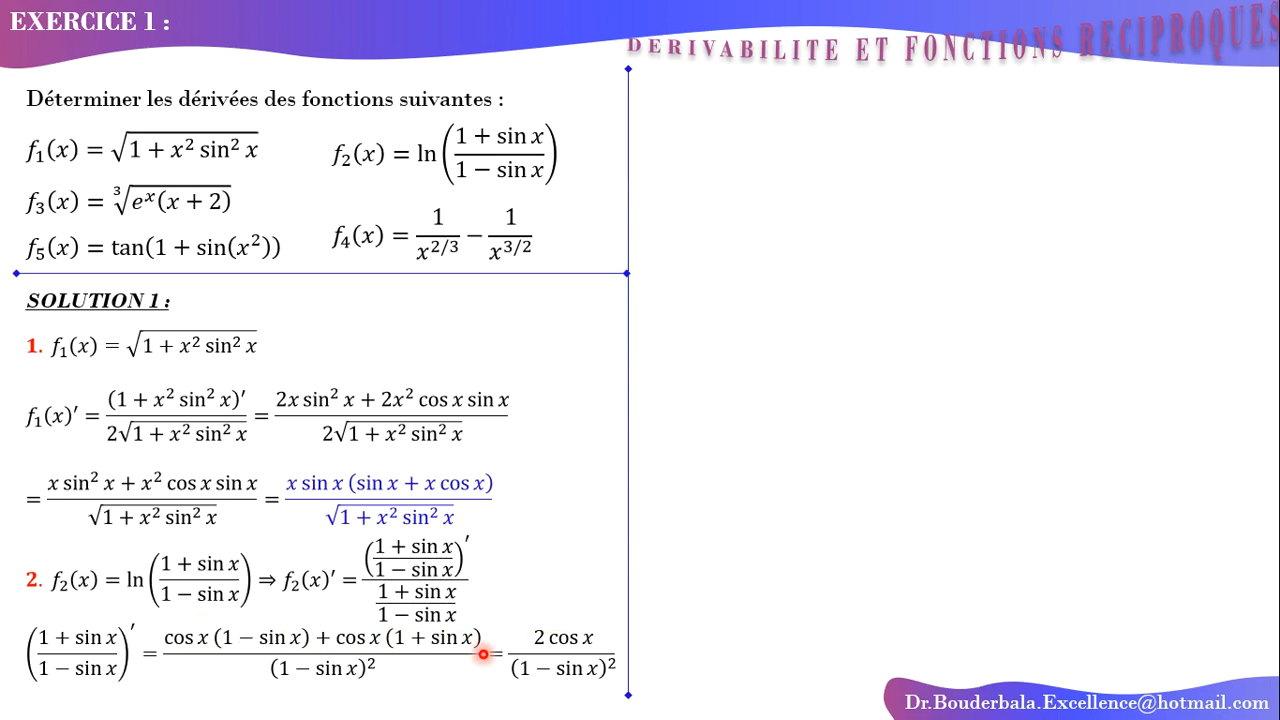 EXERCICE 1 :
DERIVABILITE ET FONCTIONS RECIPROQUES
Déterminer les dérivées des fonctions suivantes :
f₁(x) = √(1 + x² sin² x)
f₂(x) = ln((1 + sin x)/(1 − sin x))
f₃(x) = ∛(eˣ(x + 2))
f₄(x) = 1/x^(2/3) − 1/x^(3/2)
f₅(x) = tan(1 + sin(x²))
SOLUTION 1 :
1. f₁(x) = √(1 + x² sin² x)
f₁(x)′ = (1 + x² sin² x)′/(2√(1 + x² sin² x)) = (2x sin² x + 2x² cos x sin x)/(2√(1 + x² sin² x))
= (x sin² x + x² cos x sin x)/√(1 + x² sin² x) = (x sin x (sin x + x cos x))/√(1 + x² sin² x)
2. f₂(x) = ln((1 + sin x)/(1 − sin x)) ⇒ f₂(x)′ = ((1 + sin x)/(1 − sin x))′/((1 + sin x)/(1 − sin x))
((1 + sin x)/(1 − sin x))′ = (cos x (1 − sin x) + cos x (1 + sin x))/(1 − sin x)² = 2 cos x/(1 − sin x)²
Dr.Bouderbala.Excellence@hotmail.com